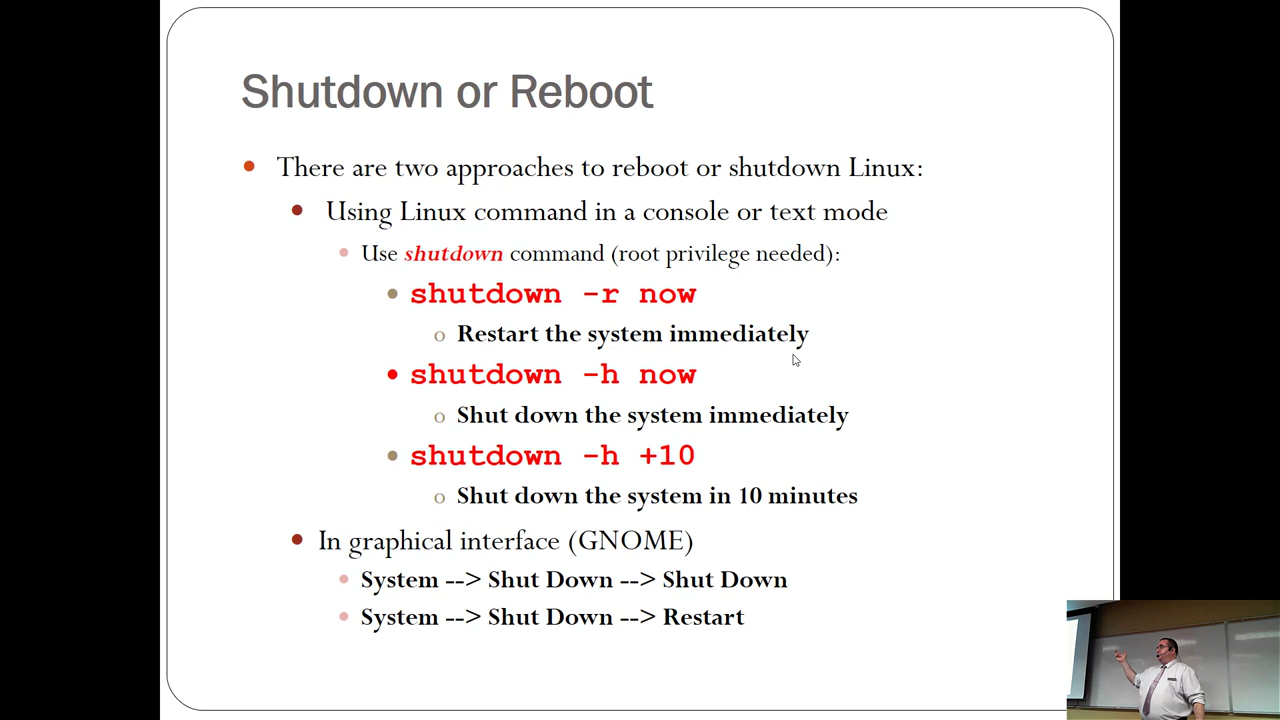 Shutdown or Reboot
There are two approaches to reboot or shutdown Linux:
Using Linux command in a console or text mode
Use shutdown command (root privilege needed):
shutdown -r now
Restart the system immediately
shutdown -h now
Shut down the system immediately
shutdown -h +10
Shut down the system in 10 minutes
In graphical interface (GNOME)
System --> Shut Down --> Shut Down
System --> Shut Down --> Restart